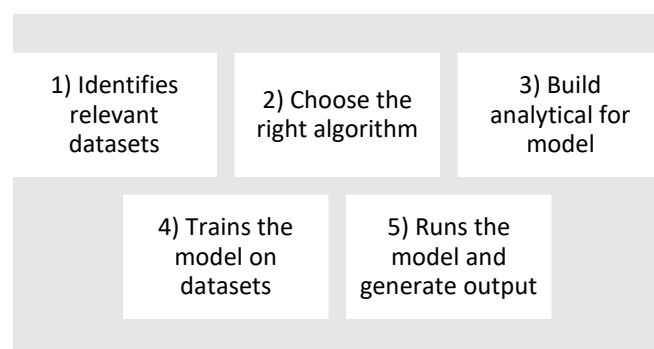 1) Identifies
relevant
datasets
2) Choose the
right algorithm
3) Build
analytical for
model
4) Trains the
model on
datasets
5) Runs the
model and
generate output